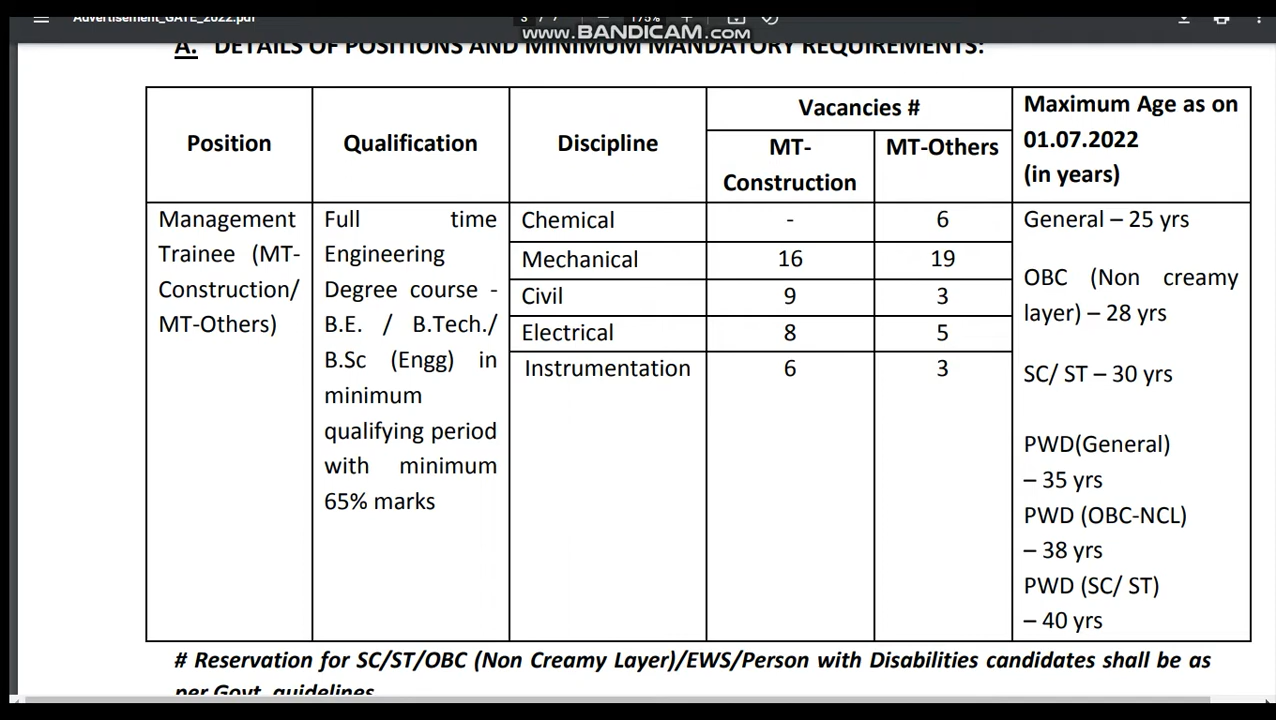 Advertisement_GATE_2022.pdf
3 / 7
175%
www.BANDICAM.com
A. DETAILS OF POSITIONS AND MINIMUM MANDATORY REQUIREMENTS:
Position
Qualification
Discipline
Vacancies #
MT-
Construction
MT-Others
Maximum Age as on
01.07.2022
(in years)
Management
Trainee (MT-
Construction/
MT-Others)
Full time
Engineering
Degree course -
B.E. / B.Tech./
B.Sc (Engg) in
minimum
qualifying period
with minimum
65% marks
Chemical - 6
Mechanical 16 19
Civil 9 3
Electrical 8 5
Instrumentation 6 3
General – 25 yrs
OBC (Non creamy
layer) – 28 yrs
SC/ ST – 30 yrs
PWD(General)
– 35 yrs
PWD (OBC-NCL)
– 38 yrs
PWD (SC/ ST)
– 40 yrs
# Reservation for SC/ST/OBC (Non Creamy Layer)/EWS/Person with Disabilities candidates shall be as
per Govt. guidelines